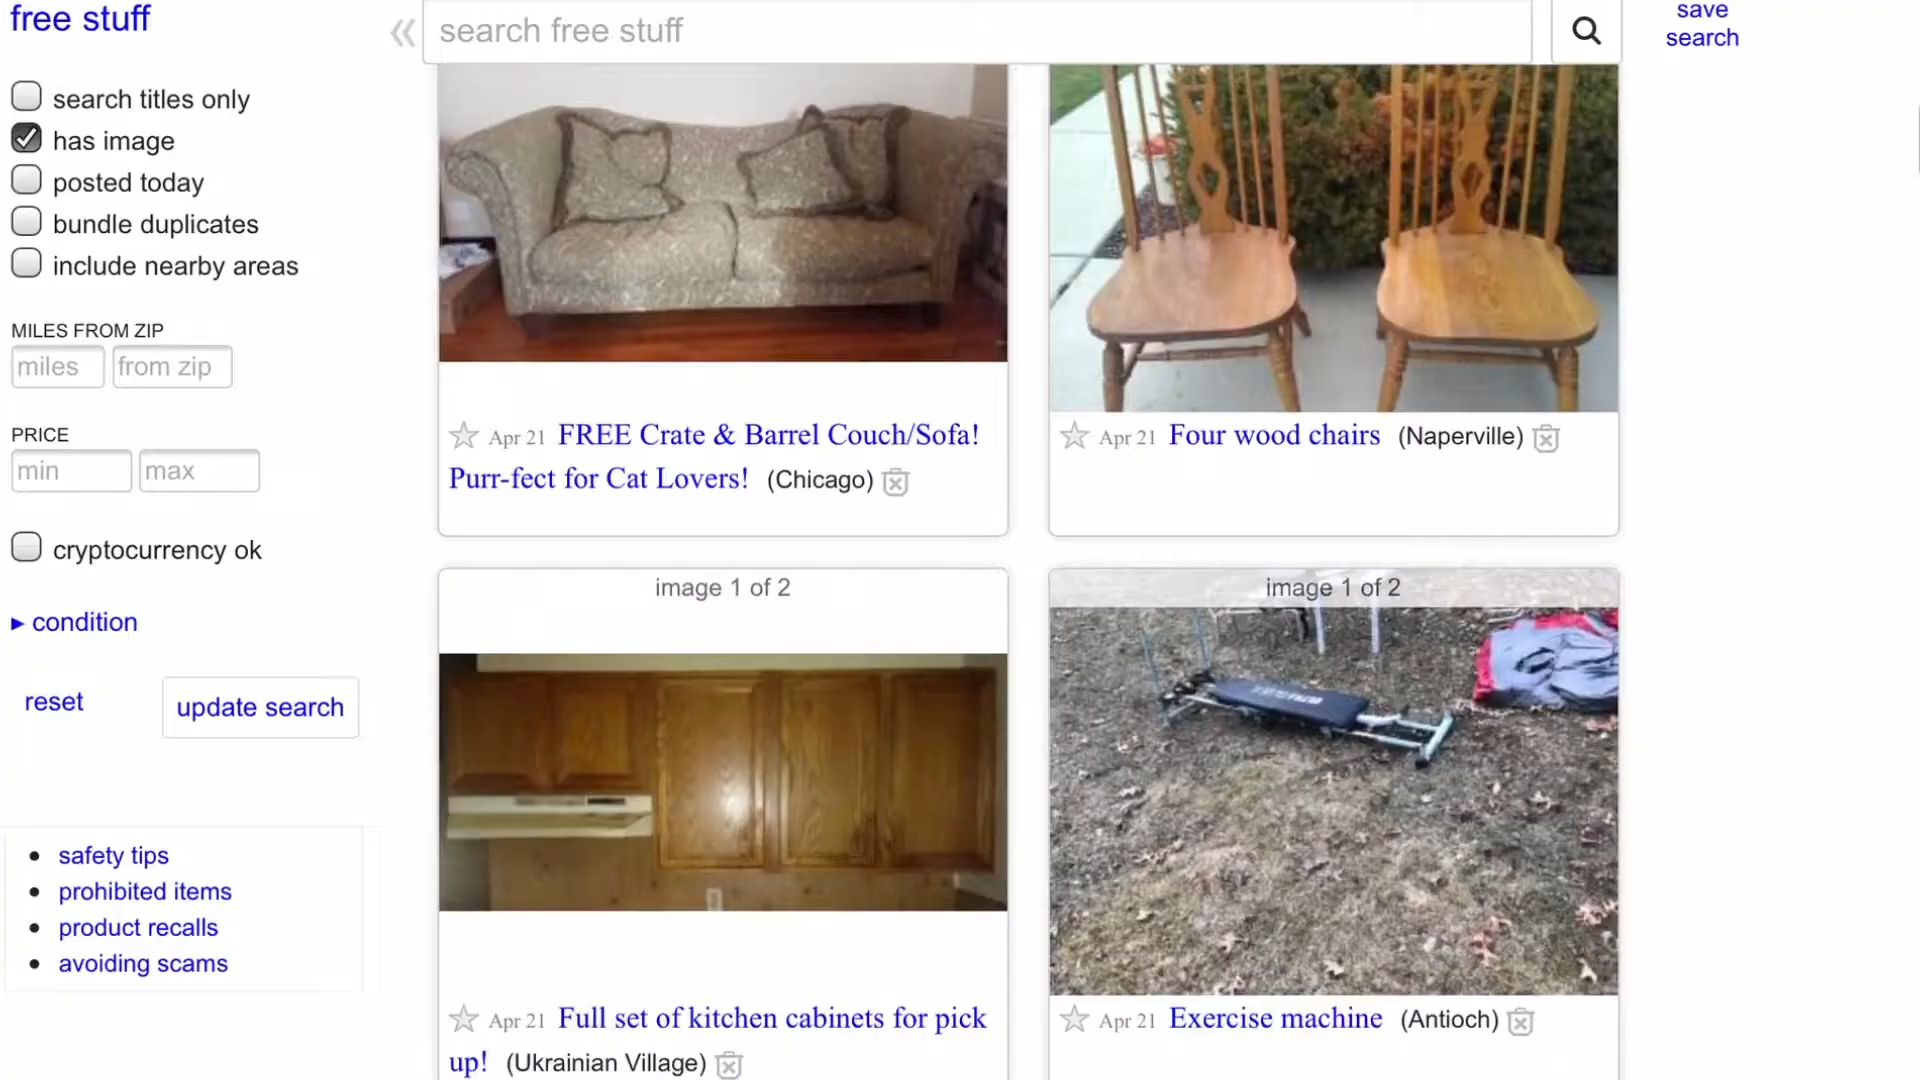 free stuff
«
search free stuff
save
search
search titles only
has image
posted today
bundle duplicates
include nearby areas
MILES FROM ZIP
miles
from zip
PRICE
min
max
cryptocurrency ok
▸ condition
reset
update search
• safety tips
• prohibited items
• product recalls
• avoiding scams
Apr 21 FREE Crate & Barrel Couch/Sofa!
Purr-fect for Cat Lovers! (Chicago)
Apr 21 Four wood chairs (Naperville)
image 1 of 2
Apr 21 Full set of kitchen cabinets for pick
up! (Ukrainian Village)
image 1 of 2
Apr 21 Exercise machine (Antioch)